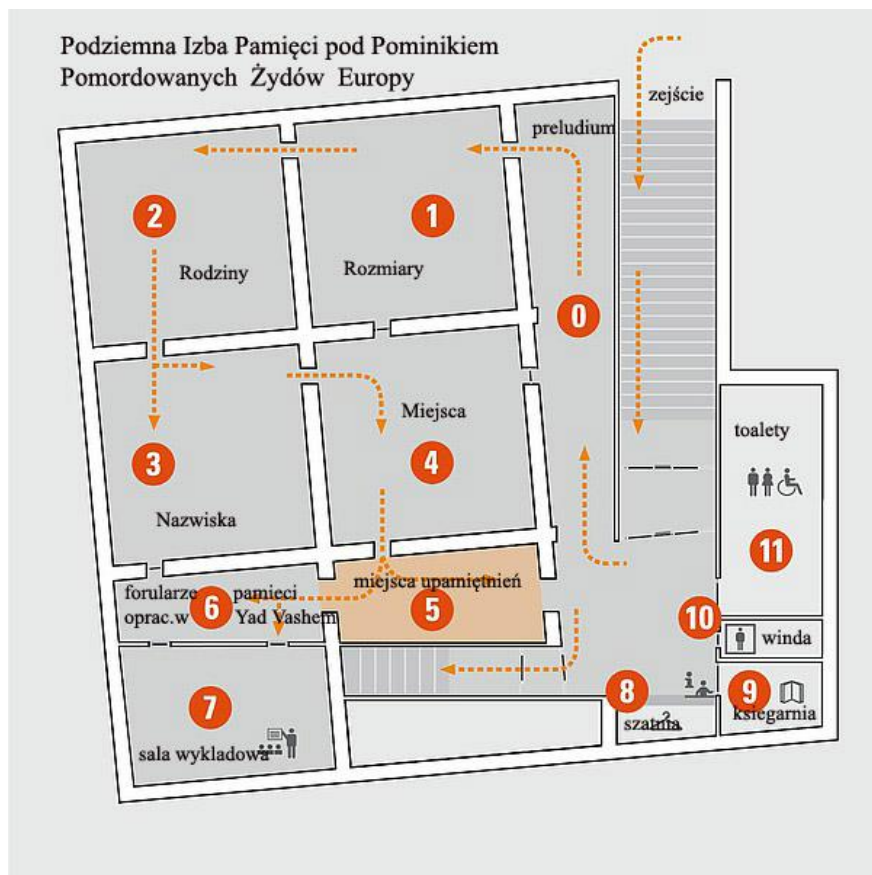 Podziemna Izba Pamięci pod Pominikiem
Pomordowanych Żydów Europy
zejście
preludium
2
1
Rodziny
Rozmiary
0
Miejsca
toalety
3
4
Nazwiska
11
miejsca upamiętnień
forularze pamieci
6
5
oprac.w Yad Vashem
10
winda
7
8
9
szatnia
księgarnia
sala wykladowa